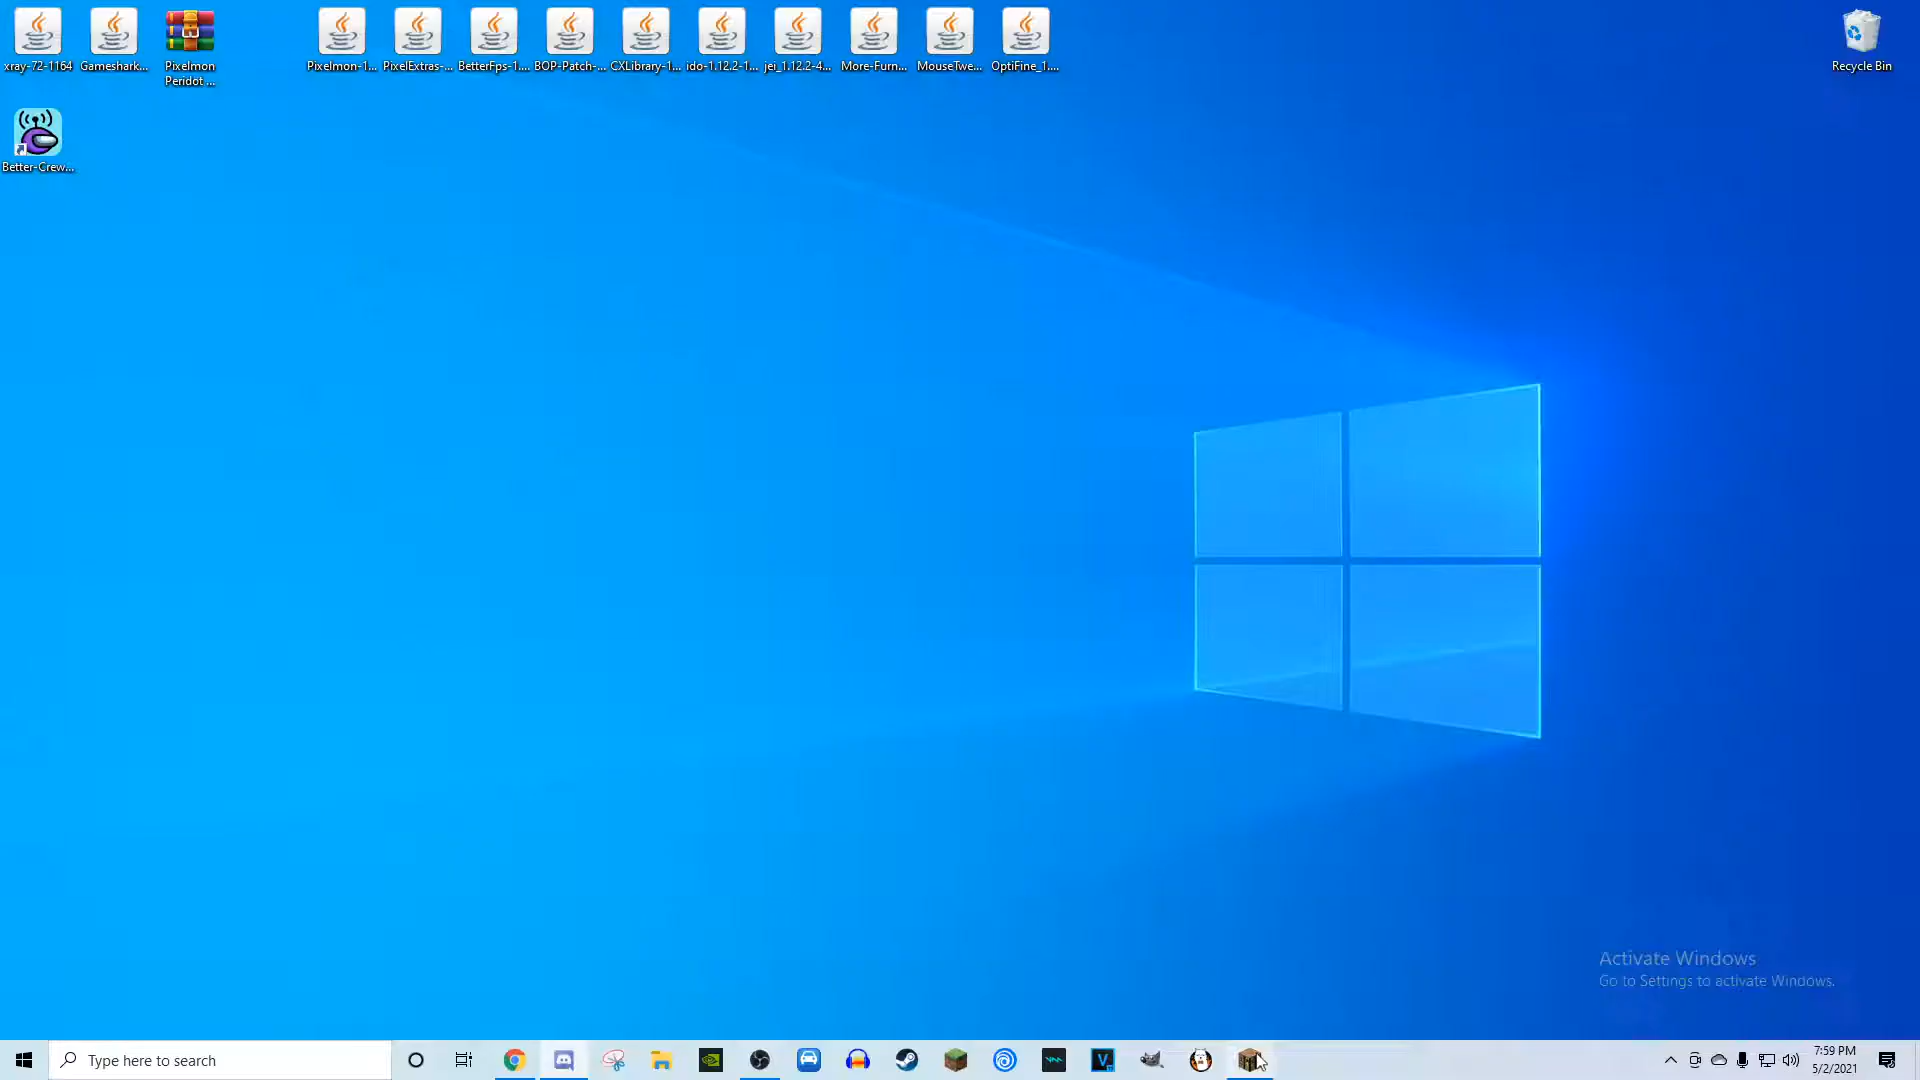 xray-72-1164
Gameshark...
Pixelmon
Peridot ...
Pixelmon-1...
PixelExtras-...
BetterFps-1....
BOP-Patch-...
CXLibrary-1...
ido-1.12.2-1...
jei_1.12.2-4...
More-Furn...
MouseTwe...
OptiFine_1....
Recycle Bin
Better-Crew...
Activate Windows
Go to Settings to activate Windows.
Type here to search
7:59 PM
5/2/2021